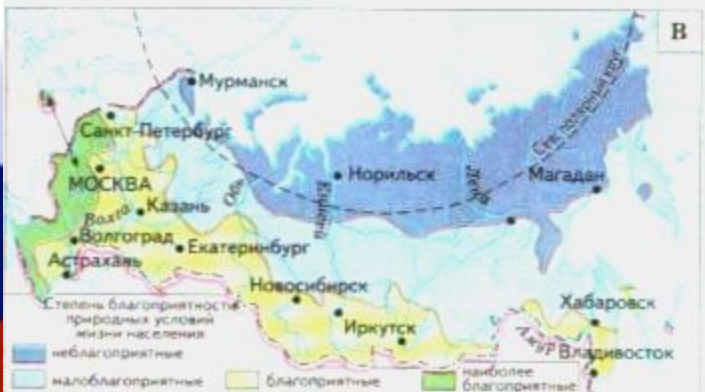 В
Мурманск
Санкт-Петербург
Сев. полярный круг
МОСКВА
Норильск
Магадан
Обь
Енисей
Лена
Волга
Казань
Волгоград
Екатеринбург
Астрахань
Новосибирск
Степень благоприятности
природных условий
жизни населения
Иркутск
Хабаровск
Амур
Владивосток
неблагоприятные
малоблагоприятные
благоприятные
наиболее
благоприятные